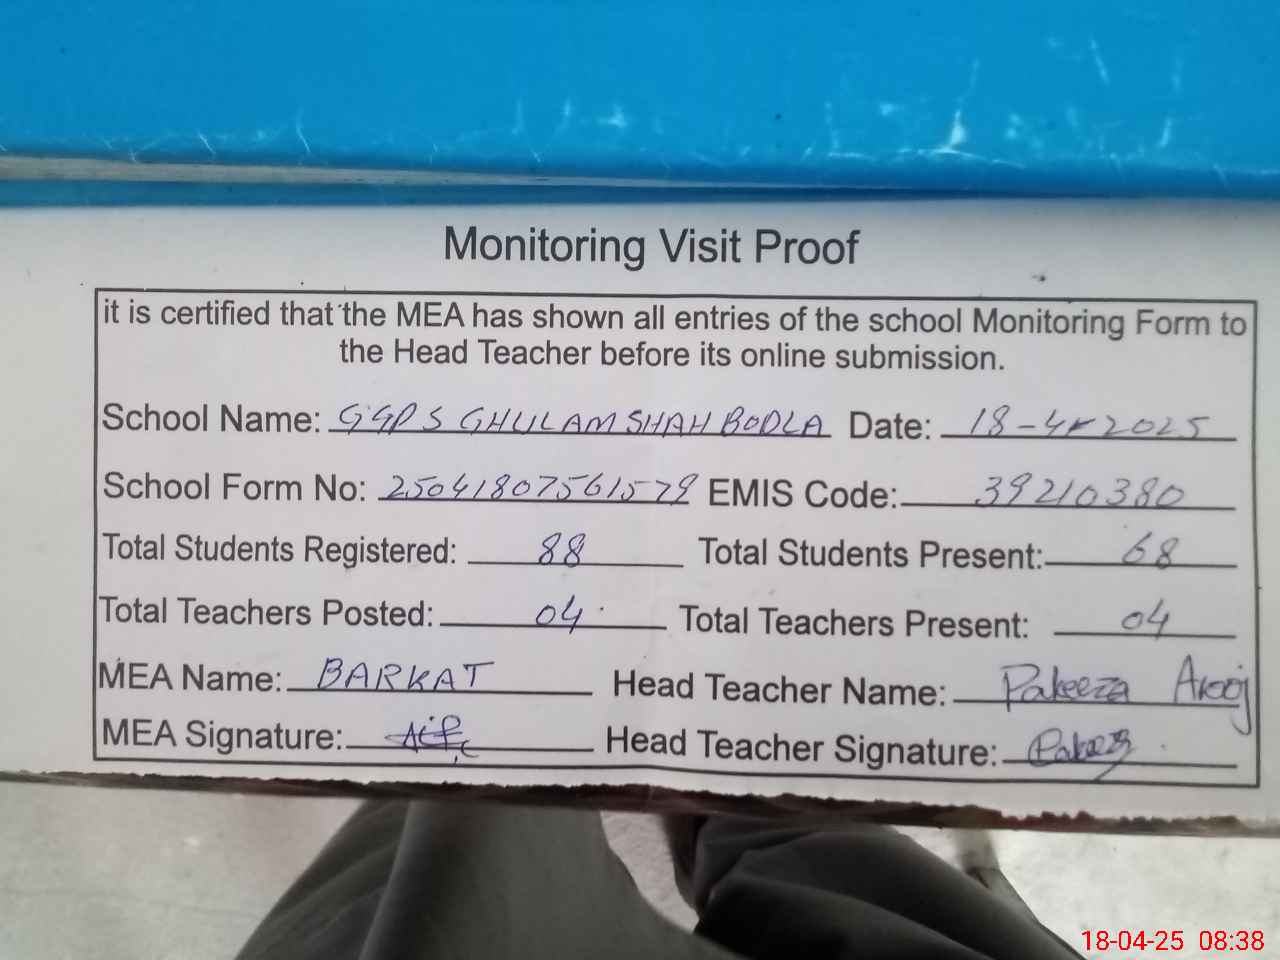 Monitoring Visit Proof
it is certified that the MEA has shown all entries of the school Monitoring Form to
the Head Teacher before its online submission.
School Name: GGPS GHULAM SHAH BODLA Date: 18-4-2025
School Form No: 25041807561579 EMIS Code: 39210380
Total Students Registered: 88 Total Students Present: 68
Total Teachers Posted: 04 Total Teachers Present: 04
MEA Name: BARKAT Head Teacher Name: Pakeeza Arooj
MEA Signature: Head Teacher Signature:
18-04-25 08:38